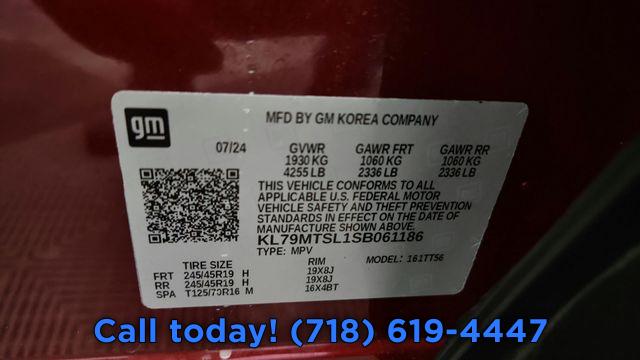 gm
MFD BY GM KOREA COMPANY
07/24 GVWR GAWR FRT GAWR RR
1930 KG 1060 KG 1060 KG
4255 LB 2336 LB 2336 LB
THIS VEHICLE CONFORMS TO ALL
APPLICABLE U.S. FEDERAL MOTOR
VEHICLE SAFETY AND THEFT PREVENTION
STANDARDS IN EFFECT ON THE DATE OF
MANUFACTURE SHOWN ABOVE.
KL79MTSL1SB061186
TYPE: MPV MODEL: 161TT56
TIRE SIZE RIM
FRT 245/45R19 H 19X8J
RR 245/45R19 H 19X8J
SPA T125/70R16 M 16X4BT
Call today! (718) 619-4447